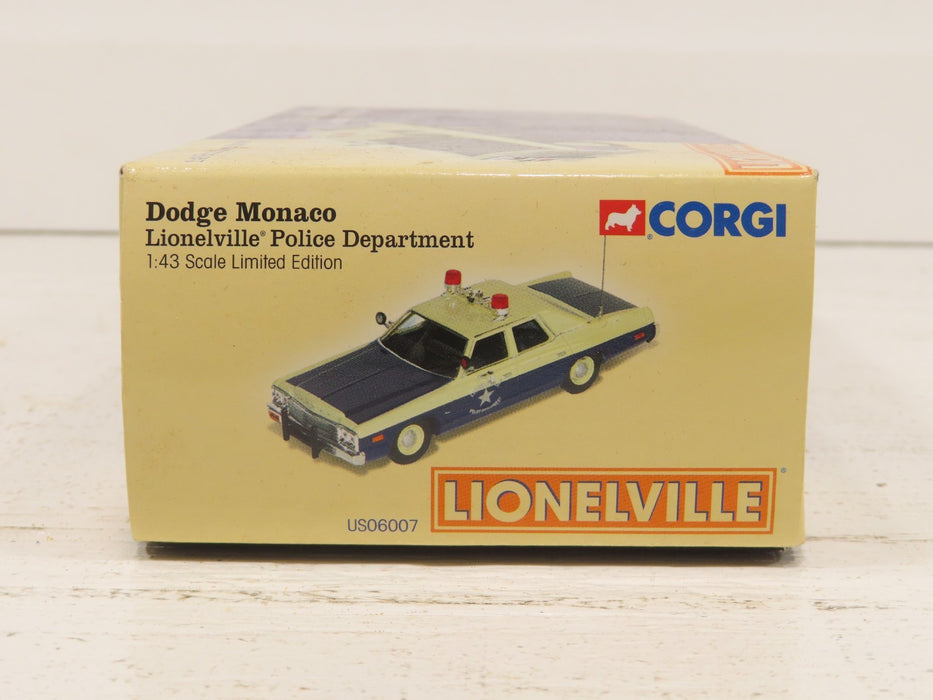 Dodge Monaco
Lionelville® Police Department
1:43 Scale Limited Edition
CORGI®
US06007
LIONELVILLE®